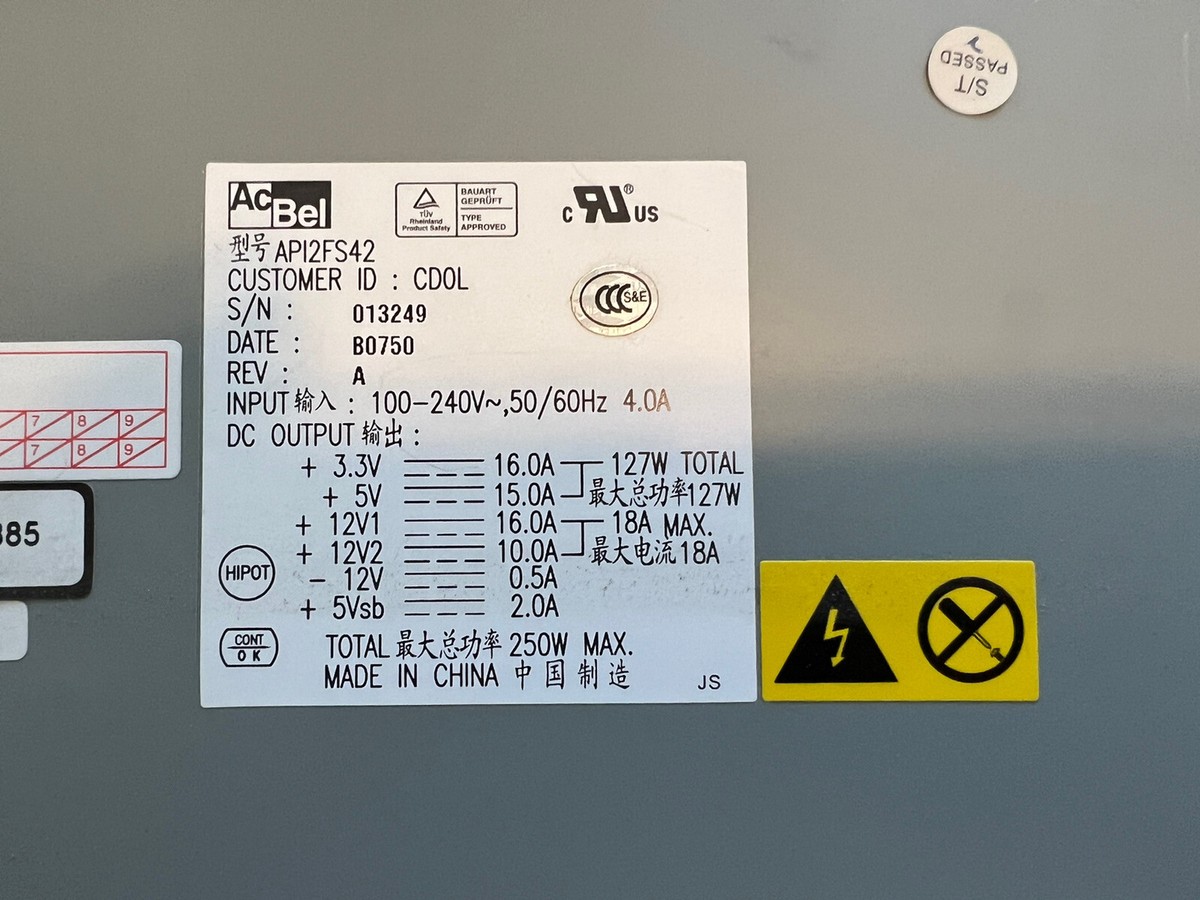 S/T
PASSED
AcBel
TÜV
Rheinland
Product Safety
BAUART
GEPRÜFT
TYPE
APPROVED
c RU ® US
型号 API2FS42
CUSTOMER ID : CD0L
S/N : 013249
CCC S&E
DATE : B0750
REV : A
INPUT 输入 : 100-240V~,50/60Hz 4.0A
DC OUTPUT 输出 :
+ 3.3V 16.0A 127W TOTAL
+ 5V 15.0A 最大总功率127W
+ 12V1 16.0A 18A MAX.
+ 12V2 10.0A 最大电流18A
- 12V 0.5A
+ 5Vsb 2.0A
HIPOT
CONT
OK
TOTAL 最大总功率 250W MAX.
MADE IN CHINA 中国制造
JS
7 8 9
7 8 9
385